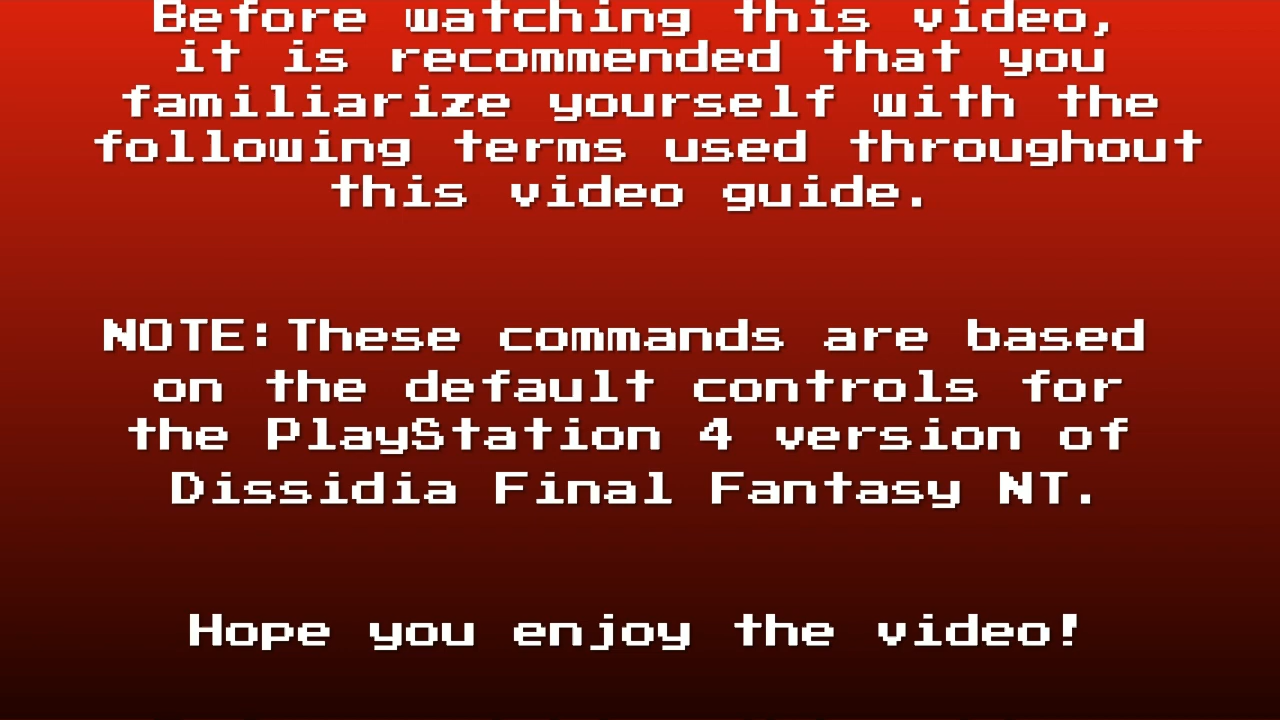 Before watching this video,
it is recommended that you
familiarize yourself with the
following terms used throughout
this video guide.
NOTE: These commands are based
on the default controls for
the PlayStation 4 version of
Dissidia Final Fantasy NT.
Hope you enjoy the video!